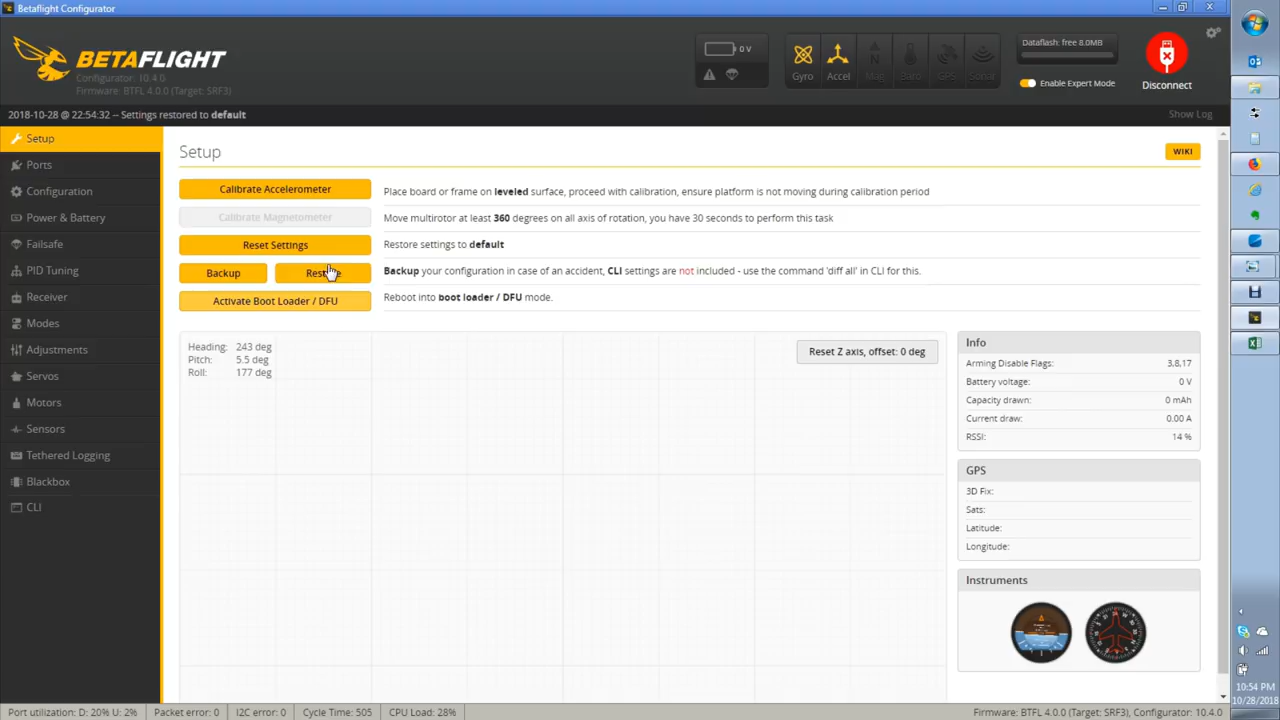 Betaflight Configurator
BETAFLIGHT
Configurator: 10.4.0
Firmware: BTFL 4.0.0 (Target: SRF3)
0 V
Gyro
Accel
Mag
Baro
GPS
Sonar
Dataflash: free 8.0MB
Enable Expert Mode
Disconnect
2018-10-28 @ 22:54:32 -- Settings restored to default
Show Log
Setup
Ports
Configuration
Power & Battery
Failsafe
PID Tuning
Receiver
Modes
Adjustments
Servos
Motors
Sensors
Tethered Logging
Blackbox
CLI
Setup
WIKI
Calibrate Accelerometer
Place board or frame on leveled surface, proceed with calibration, ensure platform is not moving during calibration period
Calibrate Magnetometer
Move multirotor at least 360 degrees on all axis of rotation, you have 30 seconds to perform this task
Reset Settings
Restore settings to default
Backup
Restore
Backup your configuration in case of an accident, CLI settings are not included - use the command 'diff all' in CLI for this.
Activate Boot Loader / DFU
Reboot into boot loader / DFU mode.
Heading: 243 deg
Pitch: 5.5 deg
Roll: 177 deg
Reset Z axis, offset: 0 deg
Info
Arming Disable Flags: 3,8,17
Battery voltage: 0 V
Capacity drawn: 0 mAh
Current draw: 0.00 A
RSSI: 14 %
GPS
3D Fix:
Sats:
Latitude:
Longitude:
Instruments
Port utilization: D: 20% U: 2%
Packet error: 0
I2C error: 0
Cycle Time: 505
CPU Load: 28%
Firmware: BTFL 4.0.0 (Target: SRF3), Configurator: 10.4.0
10:54 PM
10/28/2018